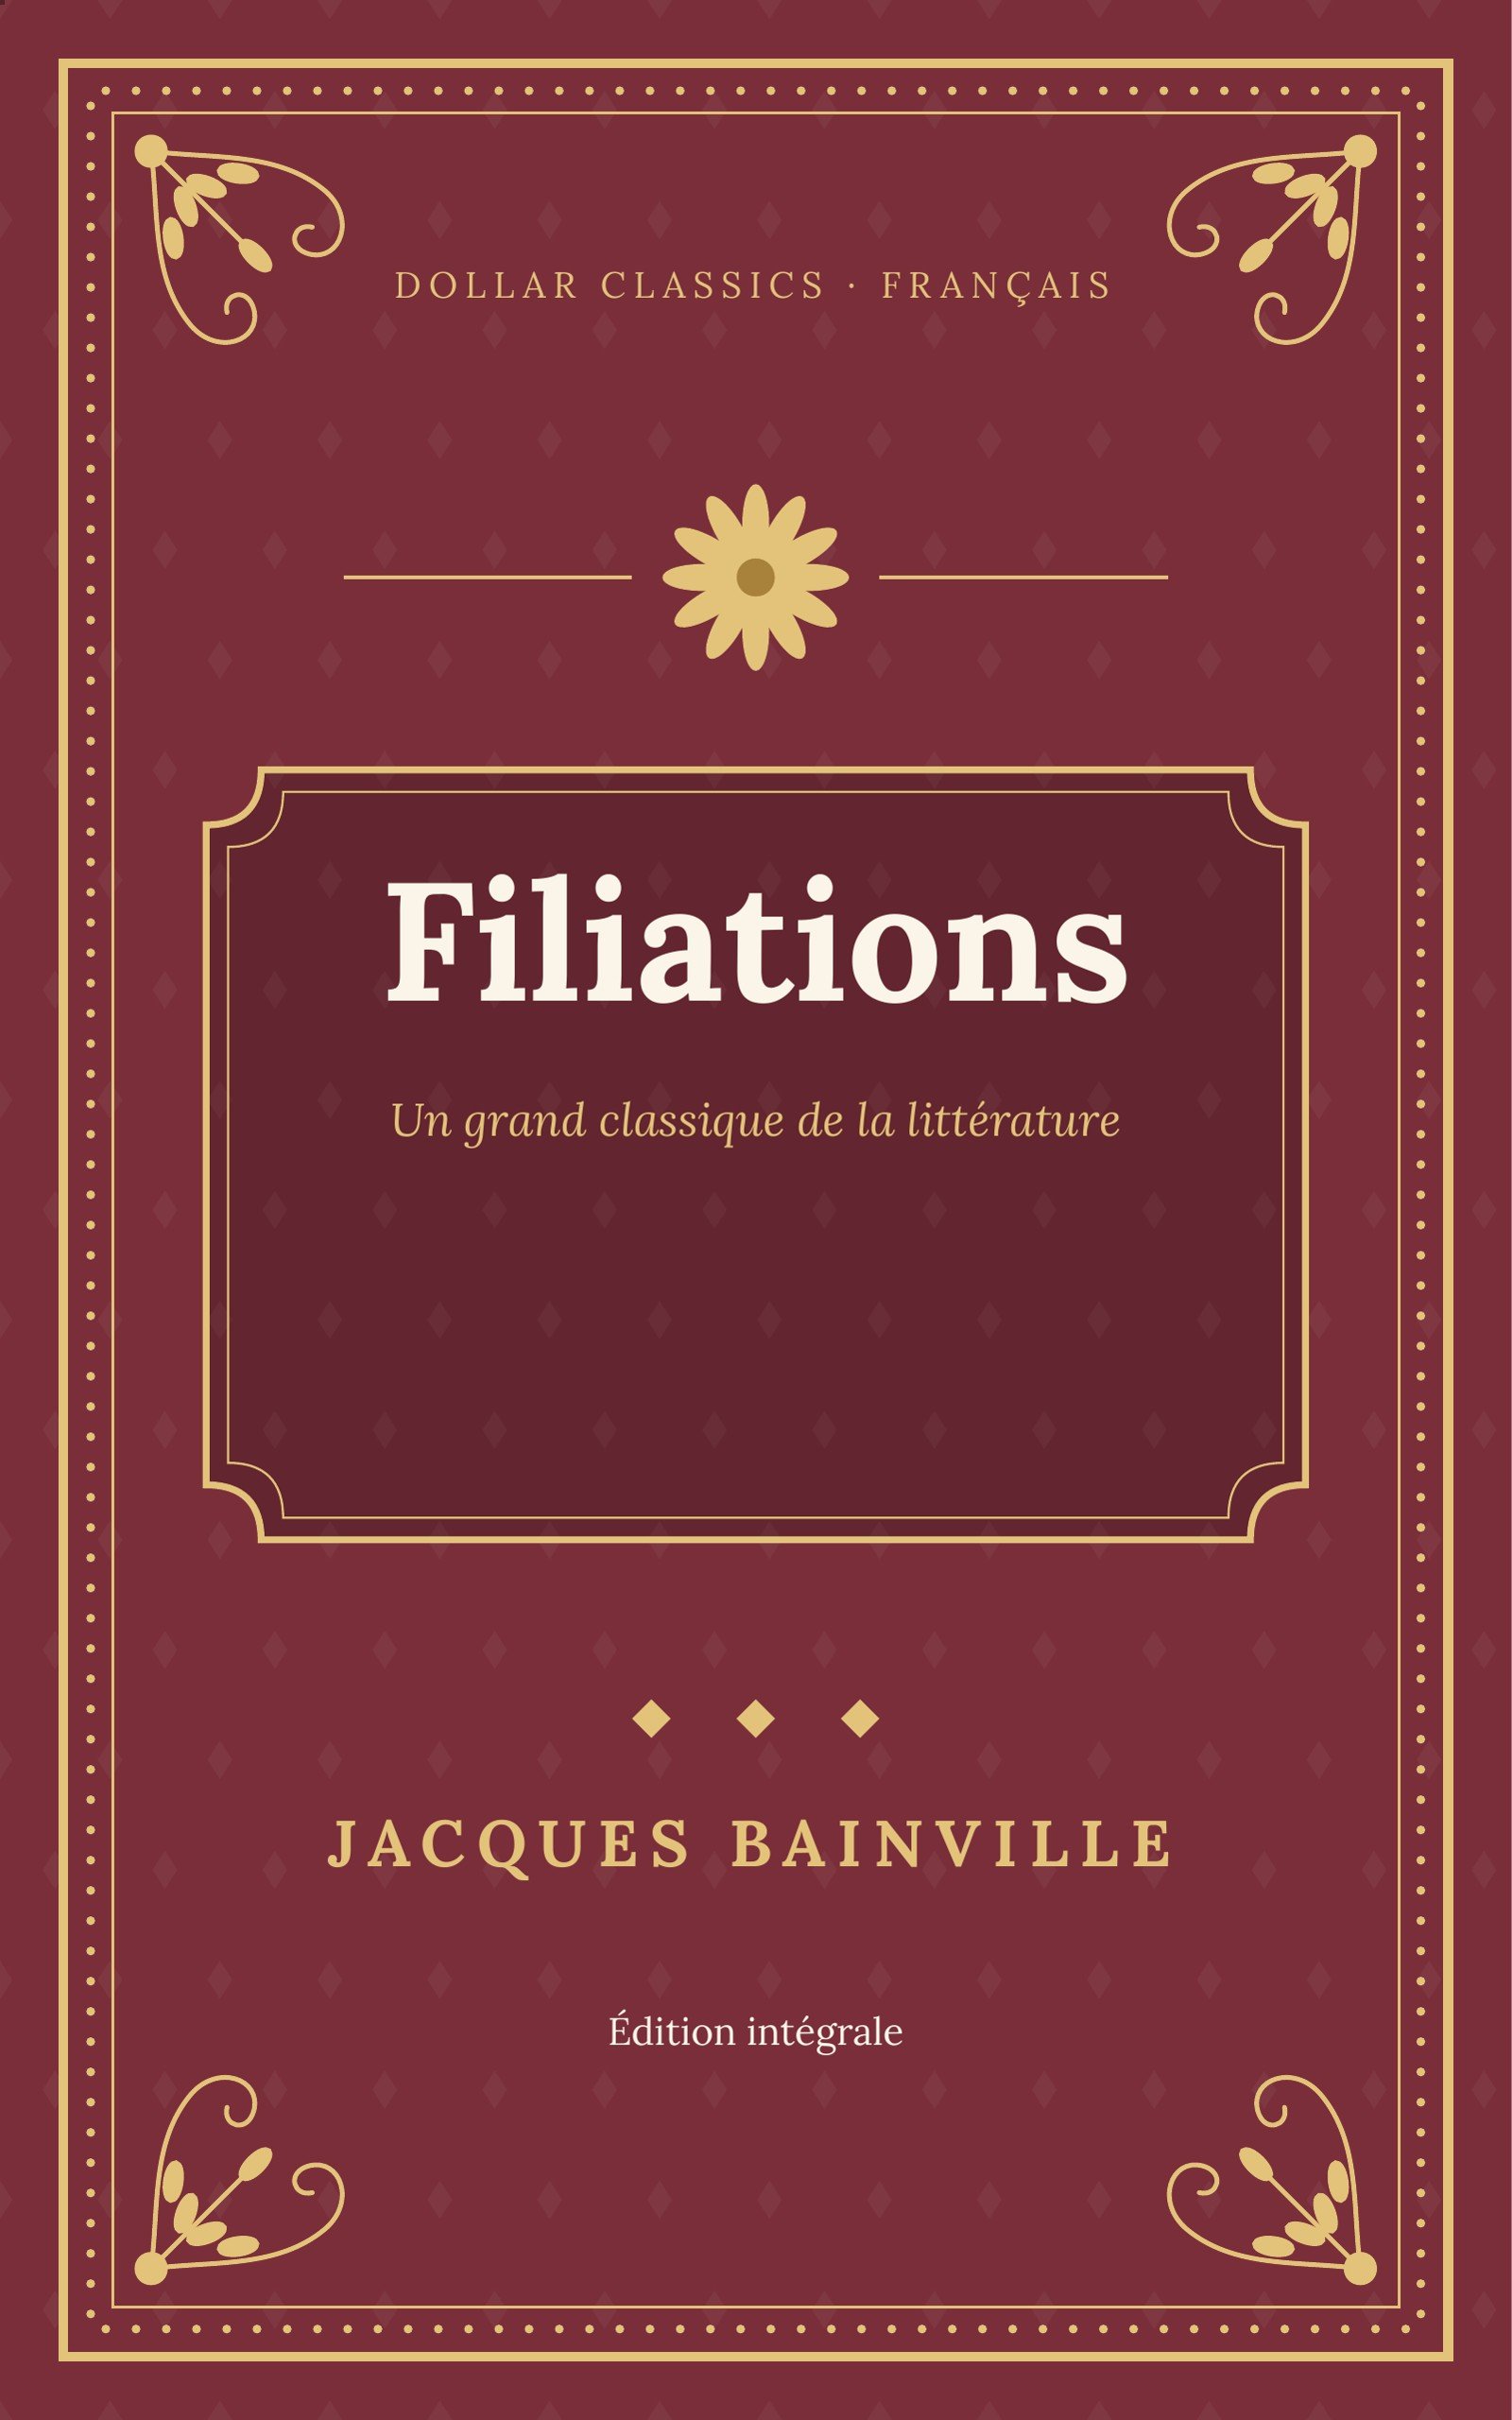 DOLLAR CLASSICS · FRANÇAIS
Filiations
Un grand classique de la littérature
JACQUES BAINVILLE
Édition intégrale